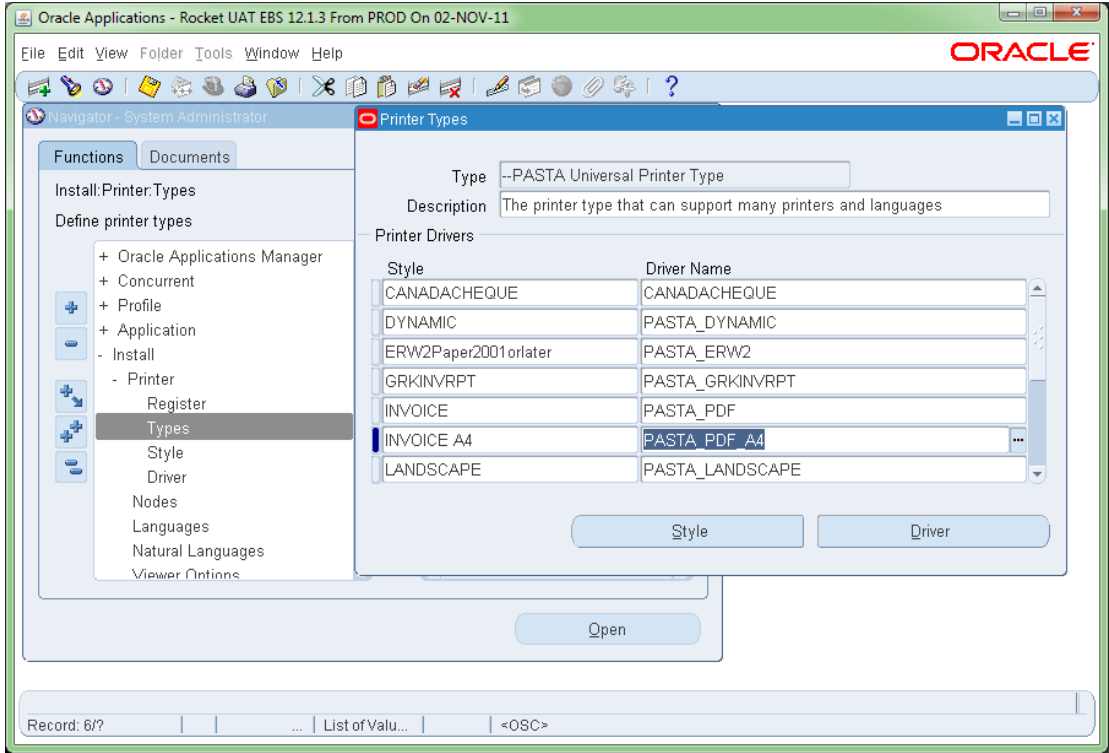 Oracle Applications - Rocket UAT EBS 12.1.3 From PROD On 02-NOV-11
File Edit View Folder Tools Window Help
ORACLE
Navigator - System Administrator
Functions Documents
Install:Printer:Types
Define printer types
+ Oracle Applications Manager
+ Concurrent
+ Profile
+ Application
- Install
- Printer
Register
Types
Style
Driver
Nodes
Languages
Natural Languages
Viewer Options
Open
Printer Types
Type --PASTA Universal Printer Type
Description The printer type that can support many printers and languages
Printer Drivers
Style Driver Name
CANADACHEQUE CANADACHEQUE
DYNAMIC PASTA_DYNAMIC
ERW2Paper2001orlater PASTA_ERW2
GRKINVRPT PASTA_GRKINVRPT
INVOICE PASTA_PDF
INVOICE A4 PASTA_PDF_A4 ...
LANDSCAPE PASTA_LANDSCAPE
Style Driver
Record: 6/? ... List of Valu... <OSC>